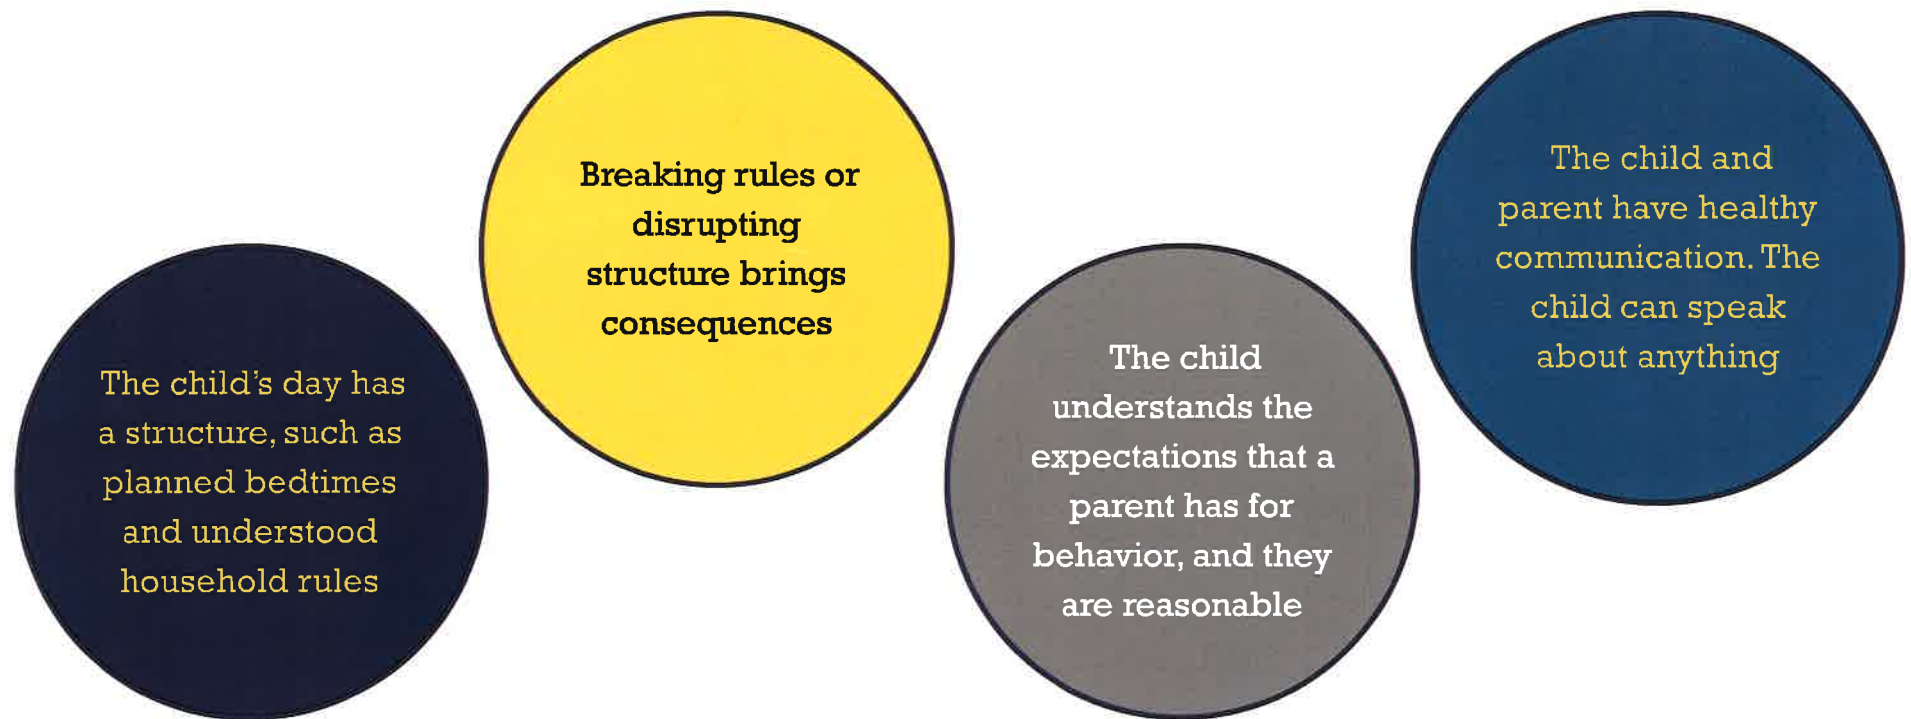 The child's day has
a structure, such as
planned bedtimes
and understood
household rules
Breaking rules or
disrupting
structure brings
consequences
The child
understands the
expectations that a
parent has for
behavior, and they
are reasonable
The child and
parent have healthy
communication. The
child can speak
about anything